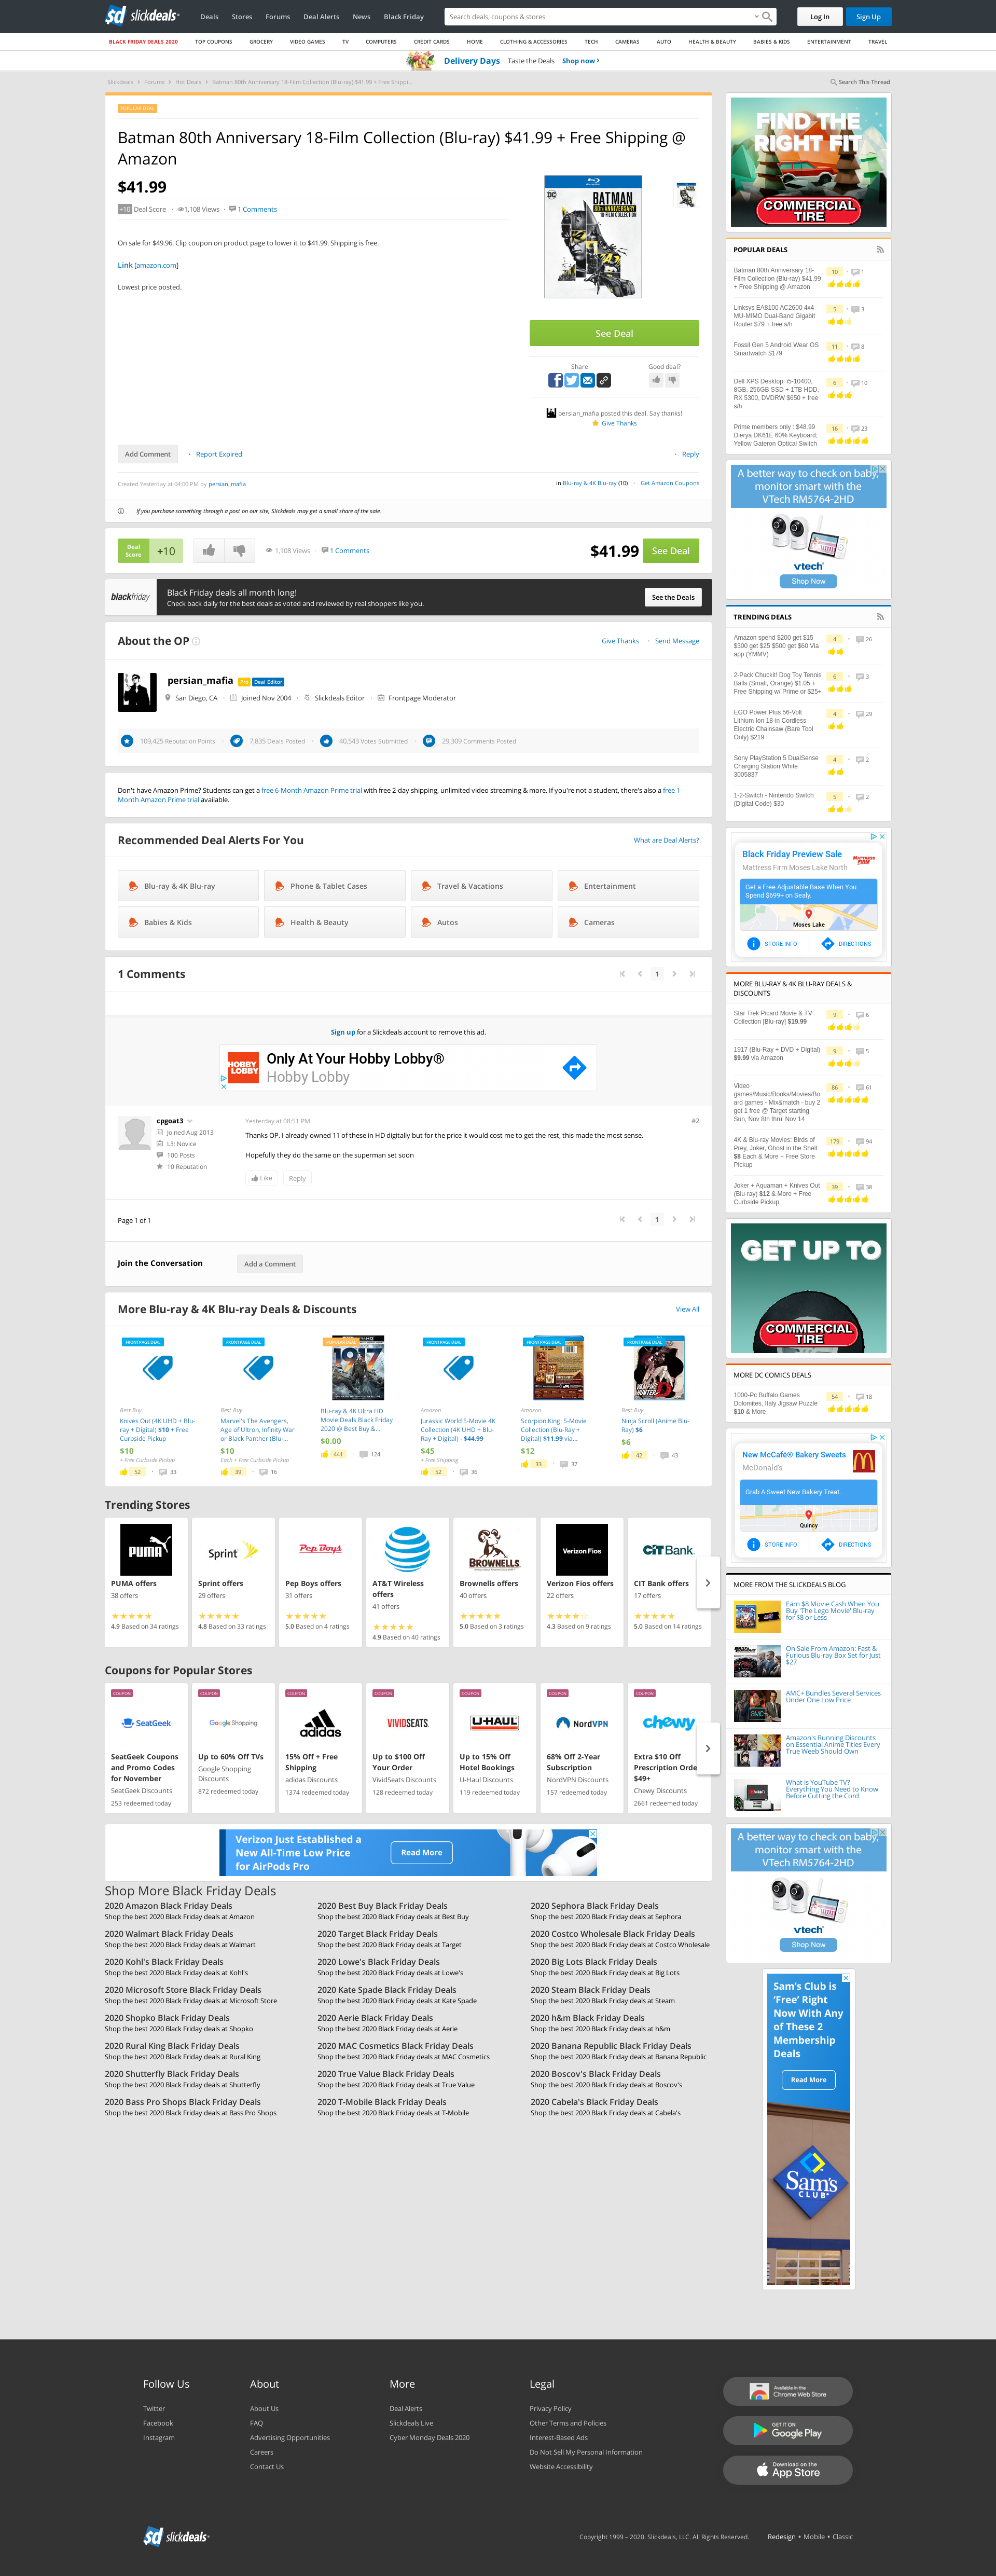 slickdeals
Deals Stores Forums Deal Alerts News Black Friday
Search deals, coupons & stores
Log In Sign Up
BLACK FRIDAY DEALS 2020 TOP COUPONS GROCERY VIDEO GAMES TV COMPUTERS CREDIT CARDS HOME CLOTHING & ACCESSORIES TECH CAMERAS AUTO HEALTH & BEAUTY BABIES & KIDS ENTERTAINMENT TRAVEL
Delivery Days Taste the Deals Shop now ›
Slickdeals › Forums › Hot Deals › Batman 80th Anniversary 18-Film Collection (Blu-ray) $41.99 + Free Shippi...
Search This Thread
POPULAR DEAL
Batman 80th Anniversary 18-Film Collection (Blu-ray) $41.99 + Free Shipping @
Amazon
$41.99
+10 Deal Score 1,108 Views 1 Comments
On sale for $49.96. Clip coupon on product page to lower it to $41.99. Shipping is free.
Link [amazon.com]
Lowest price posted.
BATMAN
80TH ANNIVERSARY
18-FILM COLLECTION
See Deal
Share Good deal?
persian_mafia posted this deal. Say thanks!
Give Thanks
Add Comment Report Expired Reply
Created Yesterday at 04:00 PM by persian_mafia
in Blu-ray & 4K Blu-ray (10) Get Amazon Coupons
If you purchase something through a post on our site, Slickdeals may get a small share of the sale.
Deal
Score
+10 1,108 Views 1 Comments $41.99 See Deal
blackfriday
Black Friday deals all month long!
Check back daily for the best deals as voted and reviewed by real shoppers like you.
See the Deals
About the OP Give Thanks Send Message
persian_mafia Pro Deal Editor
San Diego, CA Joined Nov 2004 Slickdeals Editor Frontpage Moderator
109,425 Reputation Points 7,835 Deals Posted 40,543 Votes Submitted 29,309 Comments Posted
Don't have Amazon Prime? Students can get a free 6-Month Amazon Prime trial with free 2-day shipping, unlimited video streaming & more. If you're not a student, there's also a free 1-
Month Amazon Prime trial available.
Recommended Deal Alerts For You What are Deal Alerts?
Blu-ray & 4K Blu-ray Phone & Tablet Cases Travel & Vacations Entertainment
Babies & Kids Health & Beauty Autos Cameras
1 Comments 1
Sign up for a Slickdeals account to remove this ad.
HOBBY
LOBBY
Only At Your Hobby Lobby®
Hobby Lobby
cpgoat3
Joined Aug 2013
L3: Novice
100 Posts
10 Reputation
Yesterday at 08:51 PM #2
Thanks OP. I already owned 11 of these in HD digitally but for the price it would cost me to get the rest, this made the most sense.
Hopefully they do the same on the superman set soon
Like Reply
Page 1 of 1 1
Join the Conversation Add a Comment
More Blu-ray & 4K Blu-ray Deals & Discounts View All
FRONTPAGE DEAL
Best Buy
Knives Out (4K UHD + Blu-
ray + Digital) $10 + Free
Curbside Pickup
$10
+ Free Curbside Pickup
52 33
FRONTPAGE DEAL
Best Buy
Marvel's The Avengers,
Age of Ultron, Infinity War
or Black Panther (Blu-...
$10
Each + Free Curbside Pickup
39 16
POPULAR DEAL
1917
Blu-ray & 4K Ultra HD
Movie Deals Black Friday
2020 @ Best Buy &...
$0.00
441 124
FRONTPAGE DEAL
Amazon
Jurassic World 5-Movie 4K
Collection (4K UHD + Blu-
Ray + Digital) - $44.99
$45
+ Free Shipping
52 36
FRONTPAGE DEAL
Amazon
Scorpion King: 5-Movie
Collection (Blu-Ray +
Digital) $11.99 via...
$12
33 37
FRONTPAGE DEAL
Best Buy
Ninja Scroll (Anime Blu-
Ray) $6
$6
42 43
Trending Stores
PUMA
PUMA offers
38 offers
4.9 Based on 34 ratings
Sprint
Sprint offers
29 offers
4.8 Based on 33 ratings
Pep Boys
Pep Boys offers
31 offers
5.0 Based on 4 ratings
AT&T
AT&T Wireless
offers
41 offers
4.9 Based on 40 ratings
BROWNELLS
Brownells offers
40 offers
5.0 Based on 3 ratings
Verizon Fios
Verizon Fios offers
22 offers
4.3 Based on 9 ratings
CIT Bank
CIT Bank offers
17 offers
5.0 Based on 14 ratings
Coupons for Popular Stores
COUPON
SeatGeek
SeatGeek Coupons
and Promo Codes
for November
SeatGeek Discounts
253 redeemed today
COUPON
Google Shopping
Up to 60% Off TVs
Google Shopping
Discounts
872 redeemed today
COUPON
adidas
15% Off + Free
Shipping
adidas Discounts
1374 redeemed today
COUPON
VIVIDSEATS
Up to $100 Off
Your Order
VividSeats Discounts
128 redeemed today
COUPON
U-HAUL
Up to 15% Off
Hotel Bookings
U-Haul Discounts
119 redeemed today
COUPON
NordVPN
68% Off 2-Year
Subscription
NordVPN Discounts
157 redeemed today
COUPON
chewy
Extra $10 Off
Prescription Orde
$49+
Chewy Discounts
2661 redeemed today
Verizon Just Established a
New All-Time Low Price
for AirPods Pro
Read More
Shop More Black Friday Deals
2020 Amazon Black Friday Deals
Shop the best 2020 Black Friday deals at Amazon
2020 Best Buy Black Friday Deals
Shop the best 2020 Black Friday deals at Best Buy
2020 Sephora Black Friday Deals
Shop the best 2020 Black Friday deals at Sephora
2020 Walmart Black Friday Deals
Shop the best 2020 Black Friday deals at Walmart
2020 Target Black Friday Deals
Shop the best 2020 Black Friday deals at Target
2020 Costco Wholesale Black Friday Deals
Shop the best 2020 Black Friday deals at Costco Wholesale
2020 Kohl's Black Friday Deals
Shop the best 2020 Black Friday deals at Kohl's
2020 Lowe's Black Friday Deals
Shop the best 2020 Black Friday deals at Lowe's
2020 Big Lots Black Friday Deals
Shop the best 2020 Black Friday deals at Big Lots
2020 Microsoft Store Black Friday Deals
Shop the best 2020 Black Friday deals at Microsoft Store
2020 Kate Spade Black Friday Deals
Shop the best 2020 Black Friday deals at Kate Spade
2020 Steam Black Friday Deals
Shop the best 2020 Black Friday deals at Steam
2020 Shopko Black Friday Deals
Shop the best 2020 Black Friday deals at Shopko
2020 Aerie Black Friday Deals
Shop the best 2020 Black Friday deals at Aerie
2020 h&m Black Friday Deals
Shop the best 2020 Black Friday deals at h&m
2020 Rural King Black Friday Deals
Shop the best 2020 Black Friday deals at Rural King
2020 MAC Cosmetics Black Friday Deals
Shop the best 2020 Black Friday deals at MAC Cosmetics
2020 Banana Republic Black Friday Deals
Shop the best 2020 Black Friday deals at Banana Republic
2020 Shutterfly Black Friday Deals
Shop the best 2020 Black Friday deals at Shutterfly
2020 True Value Black Friday Deals
Shop the best 2020 Black Friday deals at True Value
2020 Boscov's Black Friday Deals
Shop the best 2020 Black Friday deals at Boscov's
2020 Bass Pro Shops Black Friday Deals
Shop the best 2020 Black Friday deals at Bass Pro Shops
2020 T-Mobile Black Friday Deals
Shop the best 2020 Black Friday deals at T-Mobile
2020 Cabela's Black Friday Deals
Shop the best 2020 Black Friday deals at Cabela's
FIND THE
RIGHT FIT
COMMERCIAL
TIRE
POPULAR DEALS
Batman 80th Anniversary 18-
Film Collection (Blu-ray) $41.99
+ Free Shipping @ Amazon
10 1
Linksys EA8100 AC2600 4x4
MU-MIMO Dual-Band Gigabit
Router $79 + free s/h
5 3
Fossil Gen 5 Android Wear OS
Smartwatch $179
11 8
Dell XPS Desktop: i5-10400,
8GB, 256GB SSD + 1TB HDD,
RX 5300, DVDRW $650 + free
s/h
6 10
Prime members only : $48.99
Dierya DK61E 60% Keyboard;
Yellow Gateron Optical Switch
16 23
A better way to check on baby,
monitor smart with the
VTech RM5764-2HD
vtech
Shop Now
TRENDING DEALS
Amazon spend $200 get $15
$300 get $25 $500 get $60 Via
app (YMMV)
4 26
2-Pack Chuckit! Dog Toy Tennis
Balls (Small, Orange) $1.05 +
Free Shipping w/ Prime or $25+
6 3
EGO Power Plus 56-Volt
Lithium Ion 18-in Cordless
Electric Chainsaw (Bare Tool
Only) $219
4 29
Sony PlayStation 5 DualSense
Charging Station White
3005837
4 2
1-2-Switch - Nintendo Switch
(Digital Code) $30
5 2
Black Friday Preview Sale
Mattress Firm Moses Lake North
MATTRESS FIRM
Get a Free Adjustable Base When You
Spend $699+ on Sealy
Moses Lake
STORE INFO DIRECTIONS
MORE BLU-RAY & 4K BLU-RAY DEALS &
DISCOUNTS
Star Trek Picard Movie & TV
Collection [Blu-ray] $19.99
9 6
1917 (Blu-Ray + DVD + Digital)
$9.99 via Amazon
9 5
Video
games/Music/Books/Movies/Bo
ard games - Mix&match - buy 2
get 1 free @ Target starting
Sun, Nov 8th thru' Nov 14
86 61
4K & Blu-ray Movies: Birds of
Prey, Joker, Ghost in the Shell
$8 Each & More + Free Store
Pickup
179 94
Joker + Aquaman + Knives Out
(Blu-ray) $12 & More + Free
Curbside Pickup
39 38
GET UP TO
COMMERCIAL
TIRE
MORE DC COMICS DEALS
1000-Pc Buffalo Games
Dolomites, Italy Jigsaw Puzzle
$10 & More
54 18
New McCafé® Bakery Sweets
McDonald's
Grab A Sweet New Bakery Treat.
Quincy
STORE INFO DIRECTIONS
MORE FROM THE SLICKDEALS BLOG
Earn $8 Movie Cash When You
Buy 'The Lego Movie' Blu-ray
for $8 or Less
On Sale From Amazon: Fast &
Furious Blu-ray Box Set for Just
$27
AMC+ Bundles Several Services
Under One Low Price
Amazon's Running Discounts
on Essential Anime Titles Every
True Weeb Should Own
What is YouTube TV?
Everything You Need to Know
Before Cutting the Cord
A better way to check on baby,
monitor smart with the
VTech RM5764-2HD
vtech
Shop Now
Sam's Club is
'Free' Right
Now With Any
of These 2
Membership
Deals
Read More
Sam's
CLUB
Follow Us
Twitter
Facebook
Instagram
About
About Us
FAQ
Advertising Opportunities
Careers
Contact Us
More
Deal Alerts
Slickdeals Live
Cyber Monday Deals 2020
Legal
Privacy Policy
Other Terms and Policies
Interest-Based Ads
Do Not Sell My Personal Information
Website Accessibility
Available in the
Chrome Web Store
GET IT ON
Google Play
Download on the
App Store
slickdeals
Copyright 1999 – 2020. Slickdeals, LLC. All Rights Reserved. Redesign • Mobile • Classic